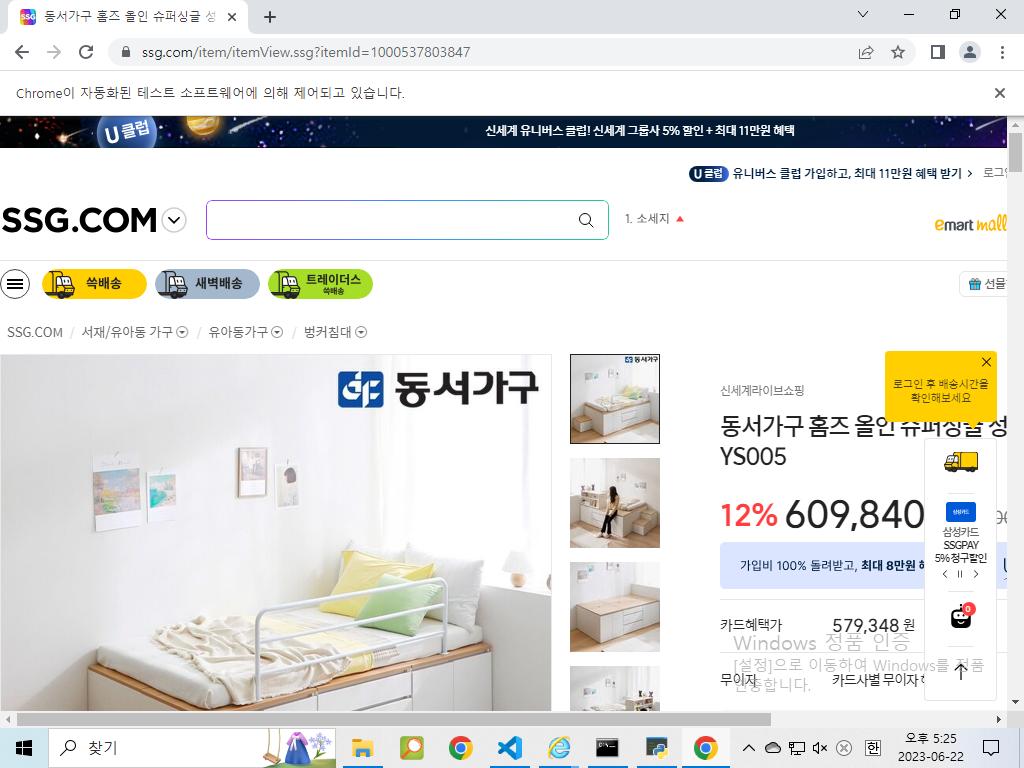 동서가구 홈즈 올인 슈퍼싱글 성
ssg.com/item/itemView.ssg?itemId=1000537803847
Chrome이 자동화된 테스트 소프트웨어에 의해 제어되고 있습니다.
U 클럽
신세계 유니버스 클럽! 신세계 그룹사 5% 할인 + 최대 11만원 혜택
U 클럽 유니버스 클럽 가입하고, 최대 11만원 혜택 받기 >
SSG.COM
1. 소세지
emart mall
쓱배송
새벽배송
트레이더스
쓱배송
선물
SSG.COM / 서재/유아동 가구 / 유아동가구 / 벙커침대
동서가구
동서가구
신세계라이브쇼핑
로그인 후 배송시간을
확인해보세요
동서가구 홈즈 올인 슈퍼싱글 성
YS005
12% 609,840
삼성카드
삼성카드
SSGPAY
5% 청구할인
가입비 100% 돌려받고, 최대 8만원
0
카드혜택가 579,348 원
Windows 정품 인증
[설정]으로 이동하여 Windows를 정품
인증합니다.
무이자 카드사별 무이자
찾기
오후 5:25
2023-06-22
한